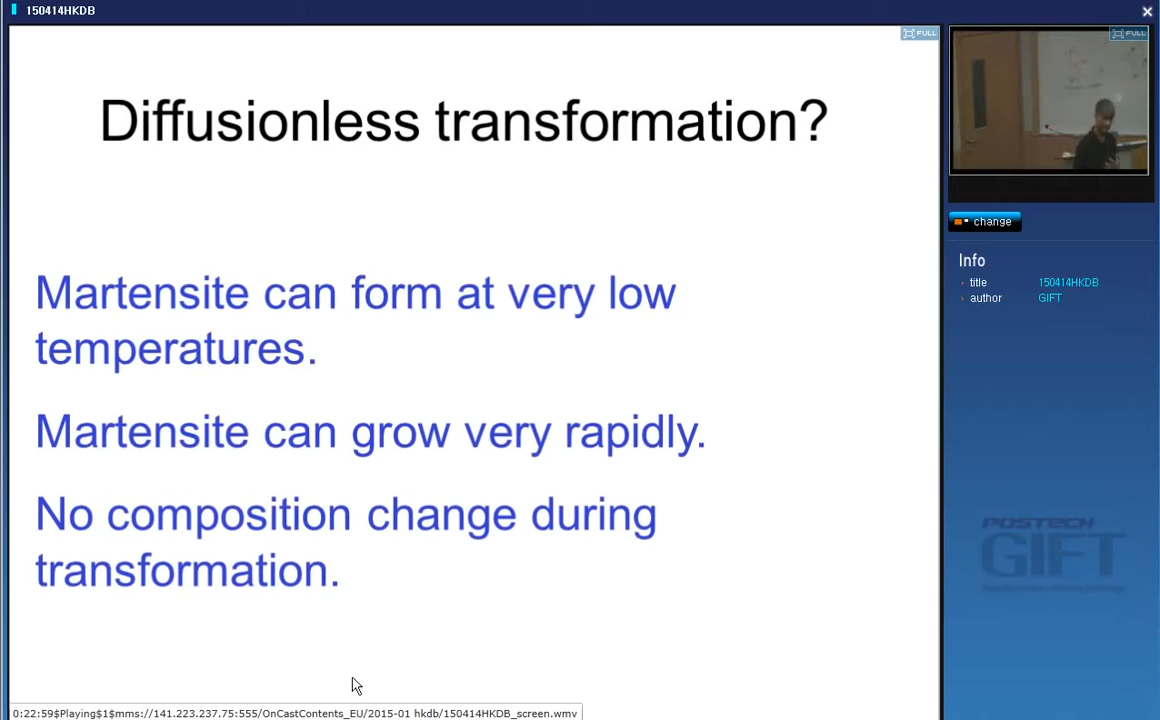 150414HKDB
FULL
FULL
Diffusionless transformation?
Martensite can form at very low
temperatures.
Martensite can grow very rapidly.
No composition change during
transformation.
change
Info
title 150414HKDB
author GIFT
POSTECH
GIFT
0:22:59$Playing$1$mms://141.223.237.75:555/OnCastContents_EU/2015-01 hkdb/150414HKDB_screen.wmv